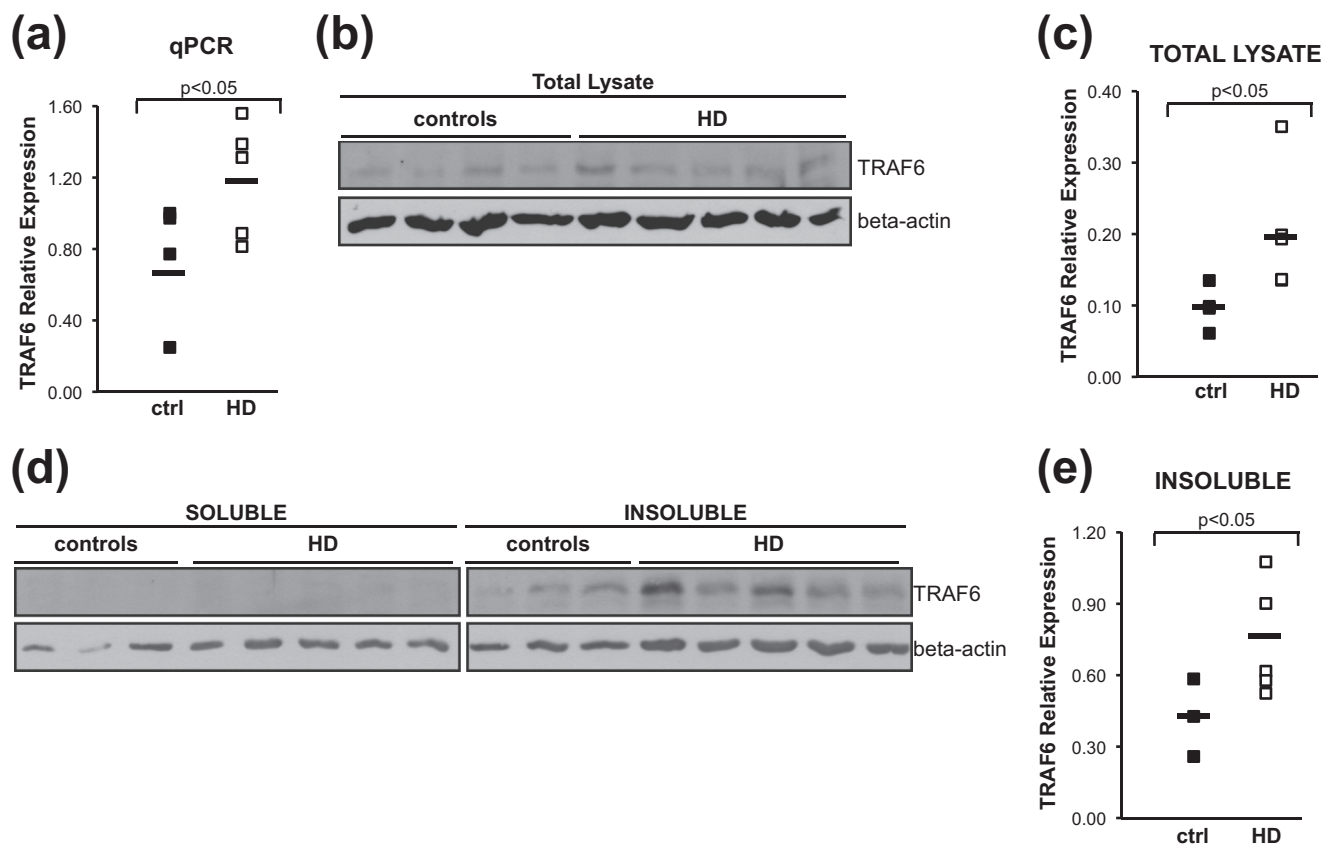 (a)
qPCR
p<0.05
TRAF6 Relative Expression
1.60
1.20
0.80
0.40
0.00
ctrl HD
(b)
Total Lysate
controls HD
TRAF6
beta-actin
(c)
TOTAL LYSATE
p<0.05
TRAF6 Relative Expression
0.40
0.30
0.20
0.10
0.00
ctrl HD
(d)
SOLUBLE INSOLUBLE
controls HD controls HD
TRAF6
beta-actin
(e)
INSOLUBLE
p<0.05
TRAF6 Relative Expression
1.20
0.90
0.60
0.30
0.00
ctrl HD